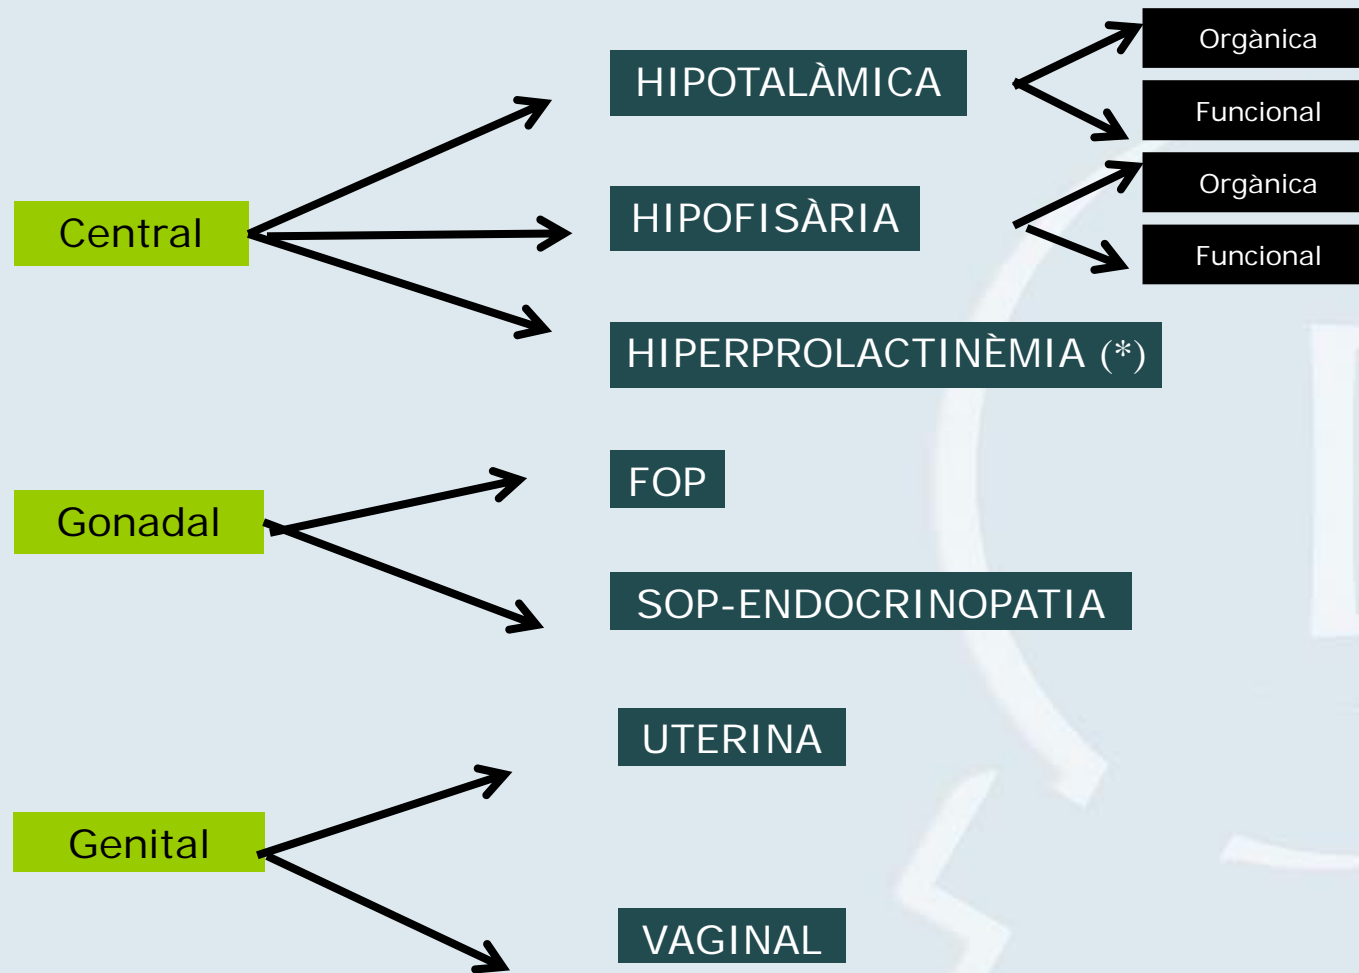 Central
HIPOTALÀMICA
Orgànica
Funcional
HIPOFISÀRIA
Orgànica
Funcional
HIPERPROLACTINÈMIA (*)
Gonadal
FOP
SOP-ENDOCRINOPATIA
Genital
UTERINA
VAGINAL